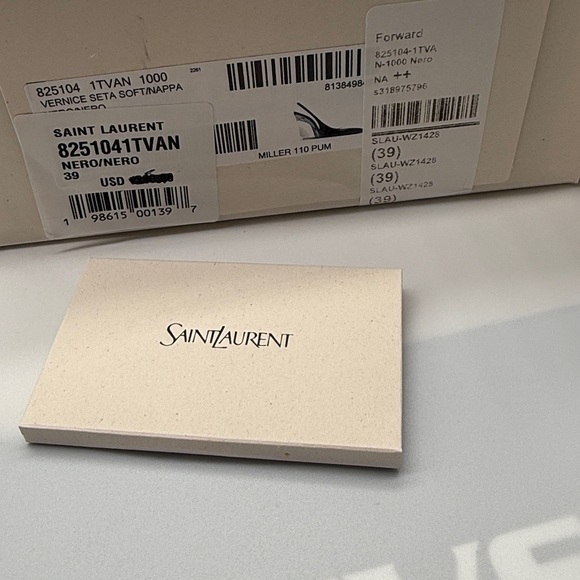 825104 1TVAN 1000 2261
VERNICE SETA SOFT/NAPPA
SAINT LAURENT
8251041TVAN
NERO/NERO
39
USD
1 98615 00139 7
8138498
MILLER 110 PUM
Forward
825104-1TVA
N-1000 Nero
NA ++
s318975796
SLAU-WZ1425
(39)
SLAU-WZ1425
(39)
SLAU-WZ1425
(39)
SAINT LAURENT